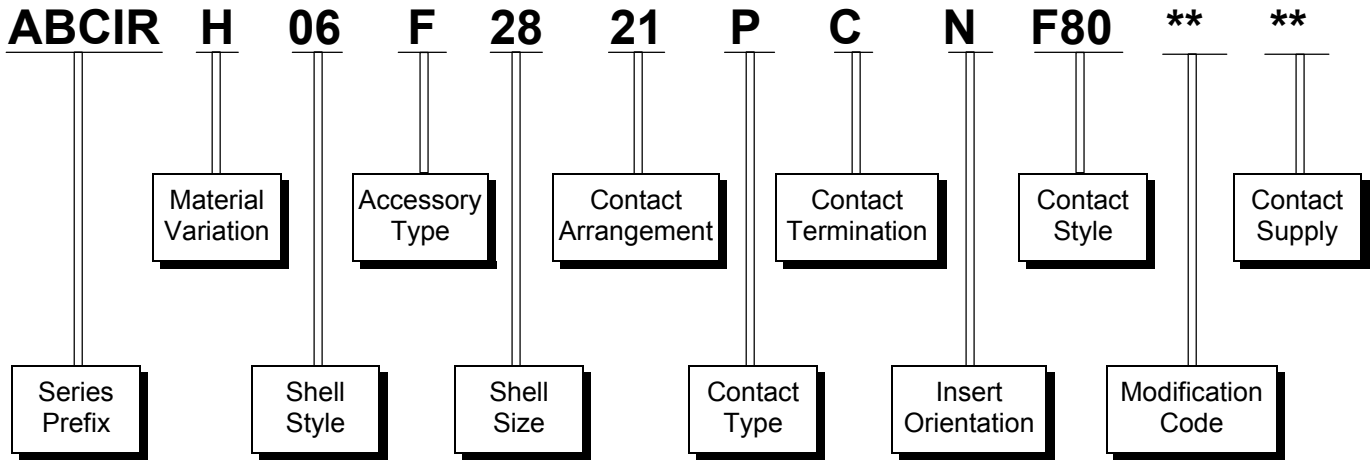 ABCIR H 06 F 28 21 P C N F80 ** **
Material
Variation
Accessory
Type
Contact
Arrangement
Contact
Termination
Contact
Style
Contact
Supply
Series
Prefix
Shell
Style
Shell
Size
Contact
Type
Insert
Orientation
Modification
Code